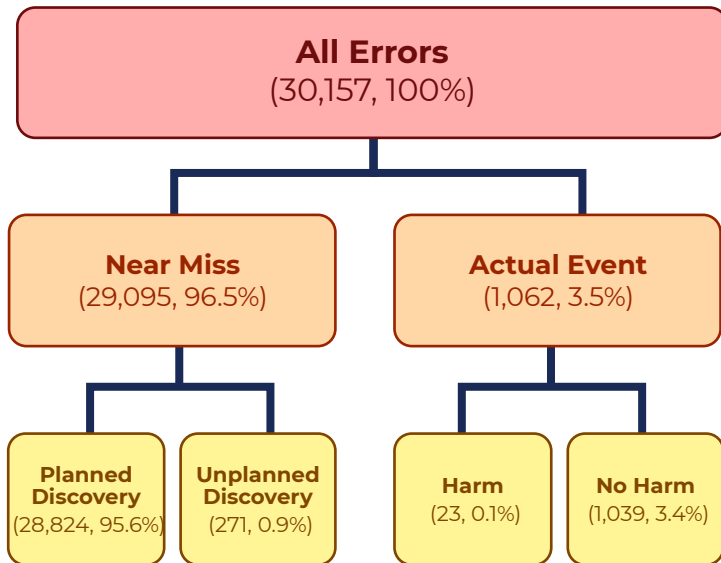 All Errors
(30,157, 100%)
Near Miss
(29,095, 96.5%)
Actual Event
(1,062, 3.5%)
Planned
Discovery
(28,824, 95.6%)
Unplanned
Discovery
(271, 0.9%)
Harm
(23, 0.1%)
No Harm
(1,039, 3.4%)